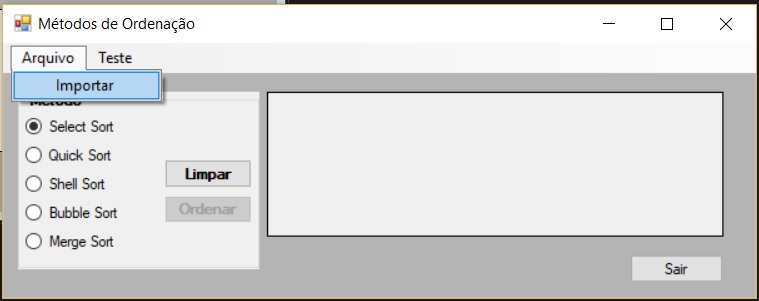 Métodos de Ordenação
Arquivo Teste
Importar
Método
Select Sort
Quick Sort
Shell Sort
Bubble Sort
Merge Sort
Limpar
Ordenar
Sair